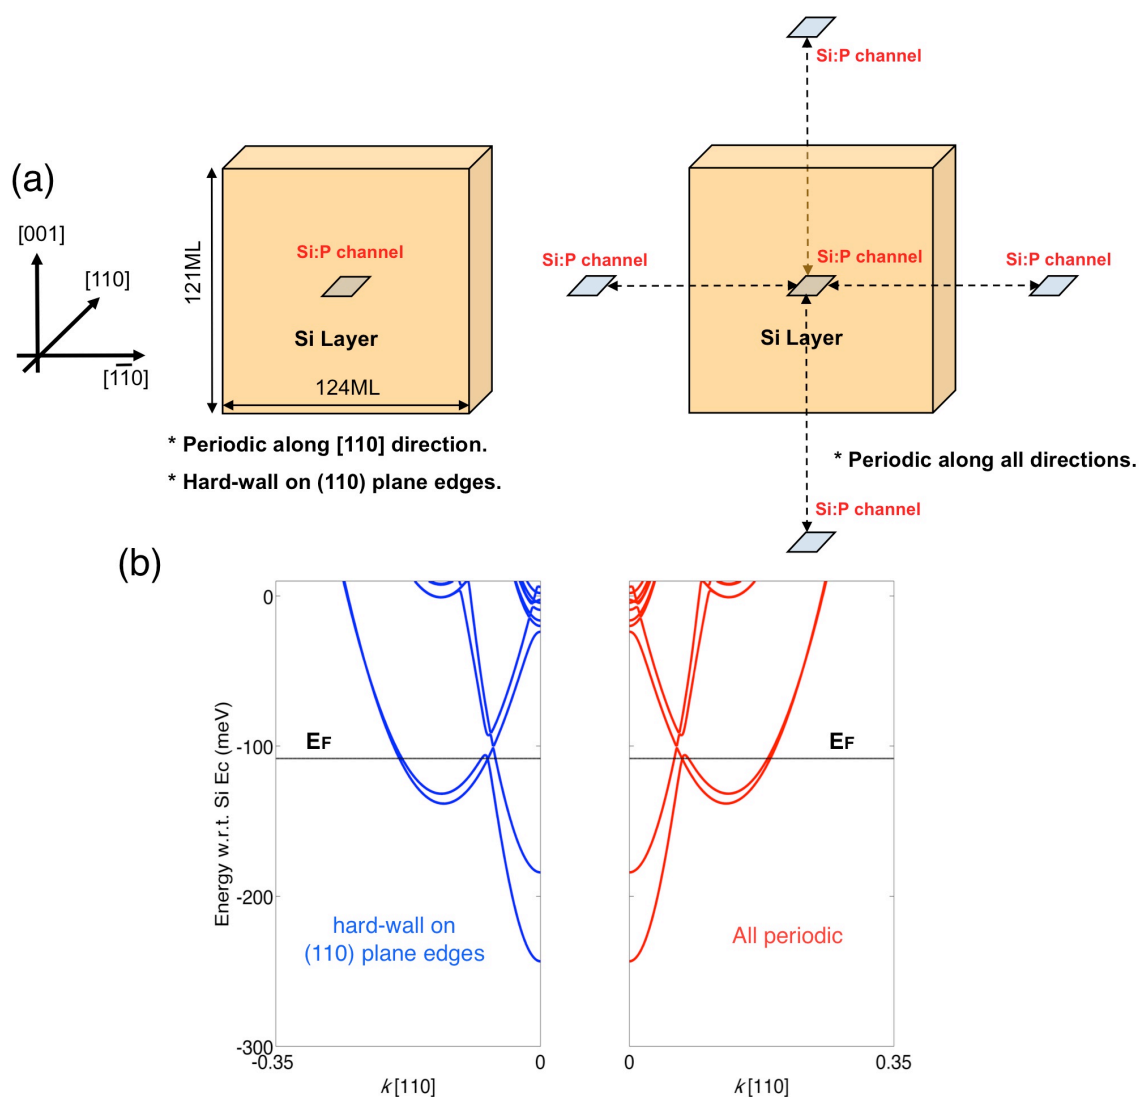 (a)
[001]
[110]
[1̅1̅0]
121ML
Si:P channel
Si Layer
124ML
* Periodic along [110] direction.
* Hard-wall on (110) plane edges.
Si:P channel
Si:P channel
Si:P channel
Si:P channel
Si Layer
* Periodic along all directions.
Si:P channel
(b)
Energy w.r.t. Si Ec (meV)
0
-100
-200
-300
EF
hard-wall on
(110) plane edges
-0.35
0
k [110]
EF
All periodic
0
0.35
k [110]